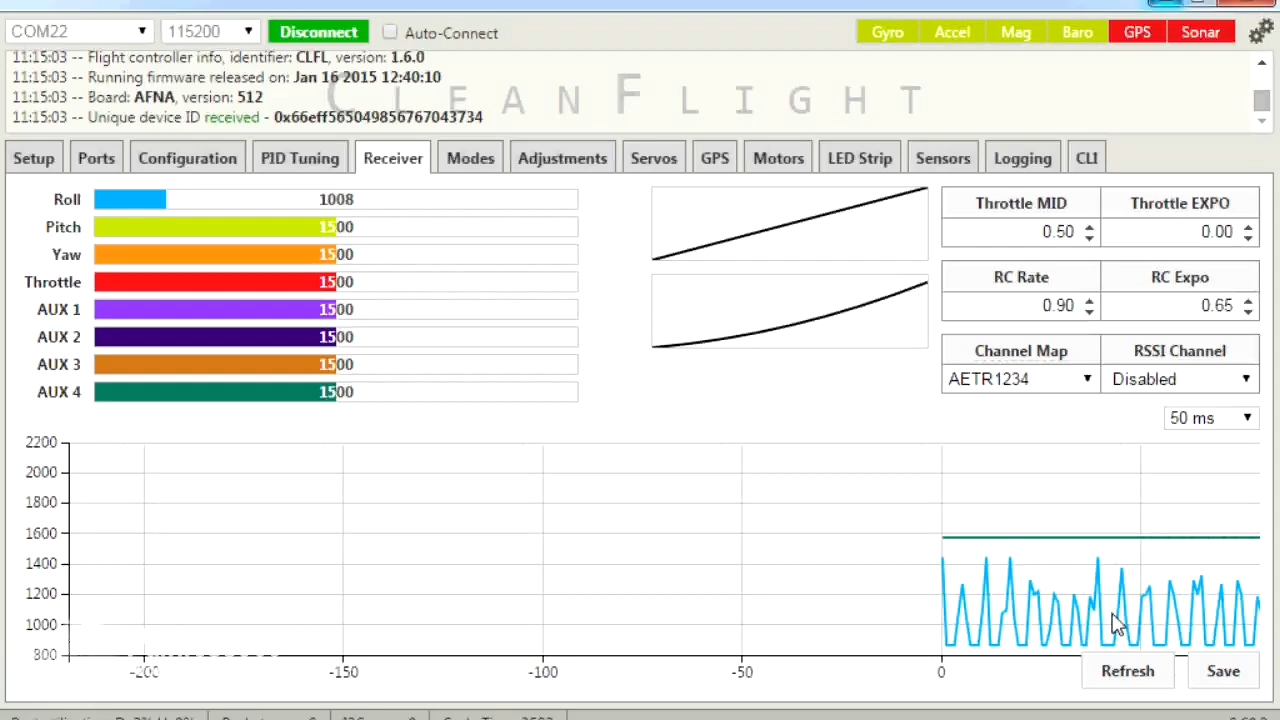 COM22 115200 Disconnect Auto-Connect Gyro Accel Mag Baro GPS Sonar
11:15:03 -- Flight controller info, identifier: CLFL, version: 1.6.0
11:15:03 -- Running firmware released on: Jan 16 2015 12:40:10
11:15:03 -- Board: AFNA, version: 512
11:15:03 -- Unique device ID received - 0x66eff565049856767043734
CLEANFLIGHT
Setup Ports Configuration PID Tuning Receiver Modes Adjustments Servos GPS Motors LED Strip Sensors Logging CLI
Roll 1008
Pitch 1500
Yaw 1500
Throttle 1500
AUX 1 1500
AUX 2 1500
AUX 3 1500
AUX 4 1500
Throttle MID Throttle EXPO
0.50 0.00
RC Rate RC Expo
0.90 0.65
Channel Map RSSI Channel
AETR1234 Disabled
50 ms
2200
2000
1800
1600
1400
1200
1000
800
-200 -150 -100 -50 0
Refresh Save